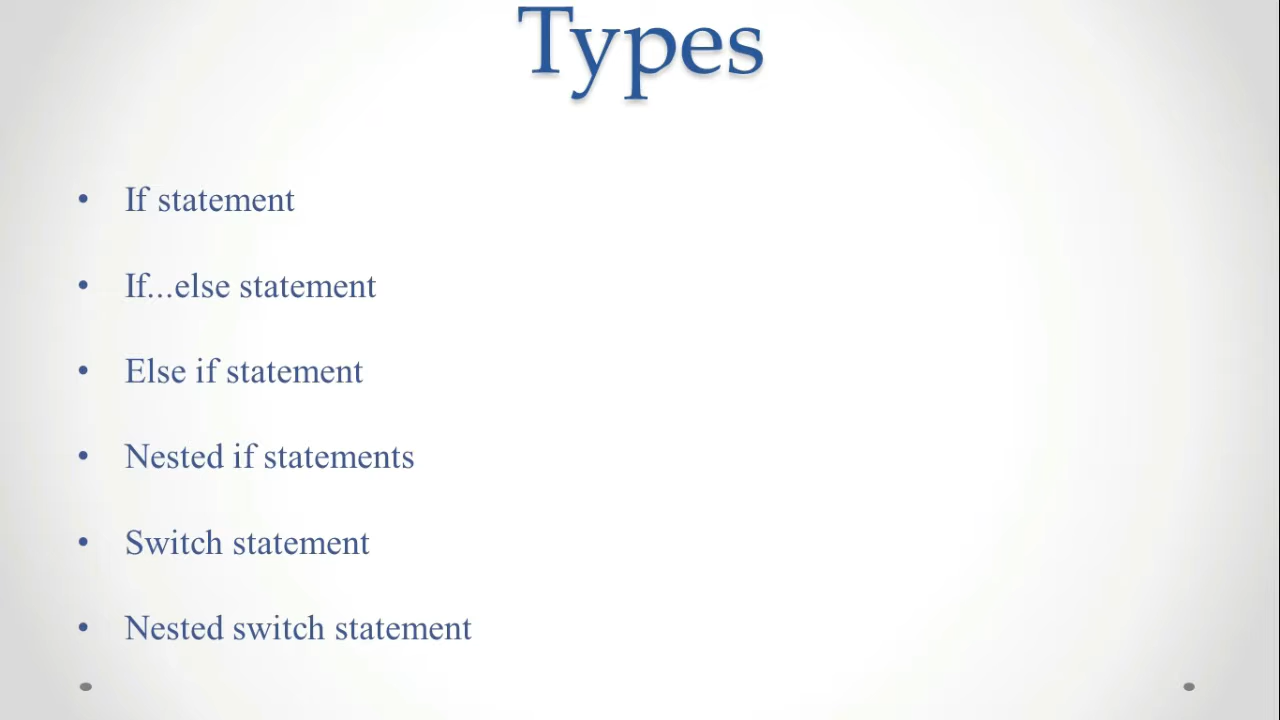 Types
• If statement
• If...else statement
• Else if statement
• Nested if statements
• Switch statement
• Nested switch statement